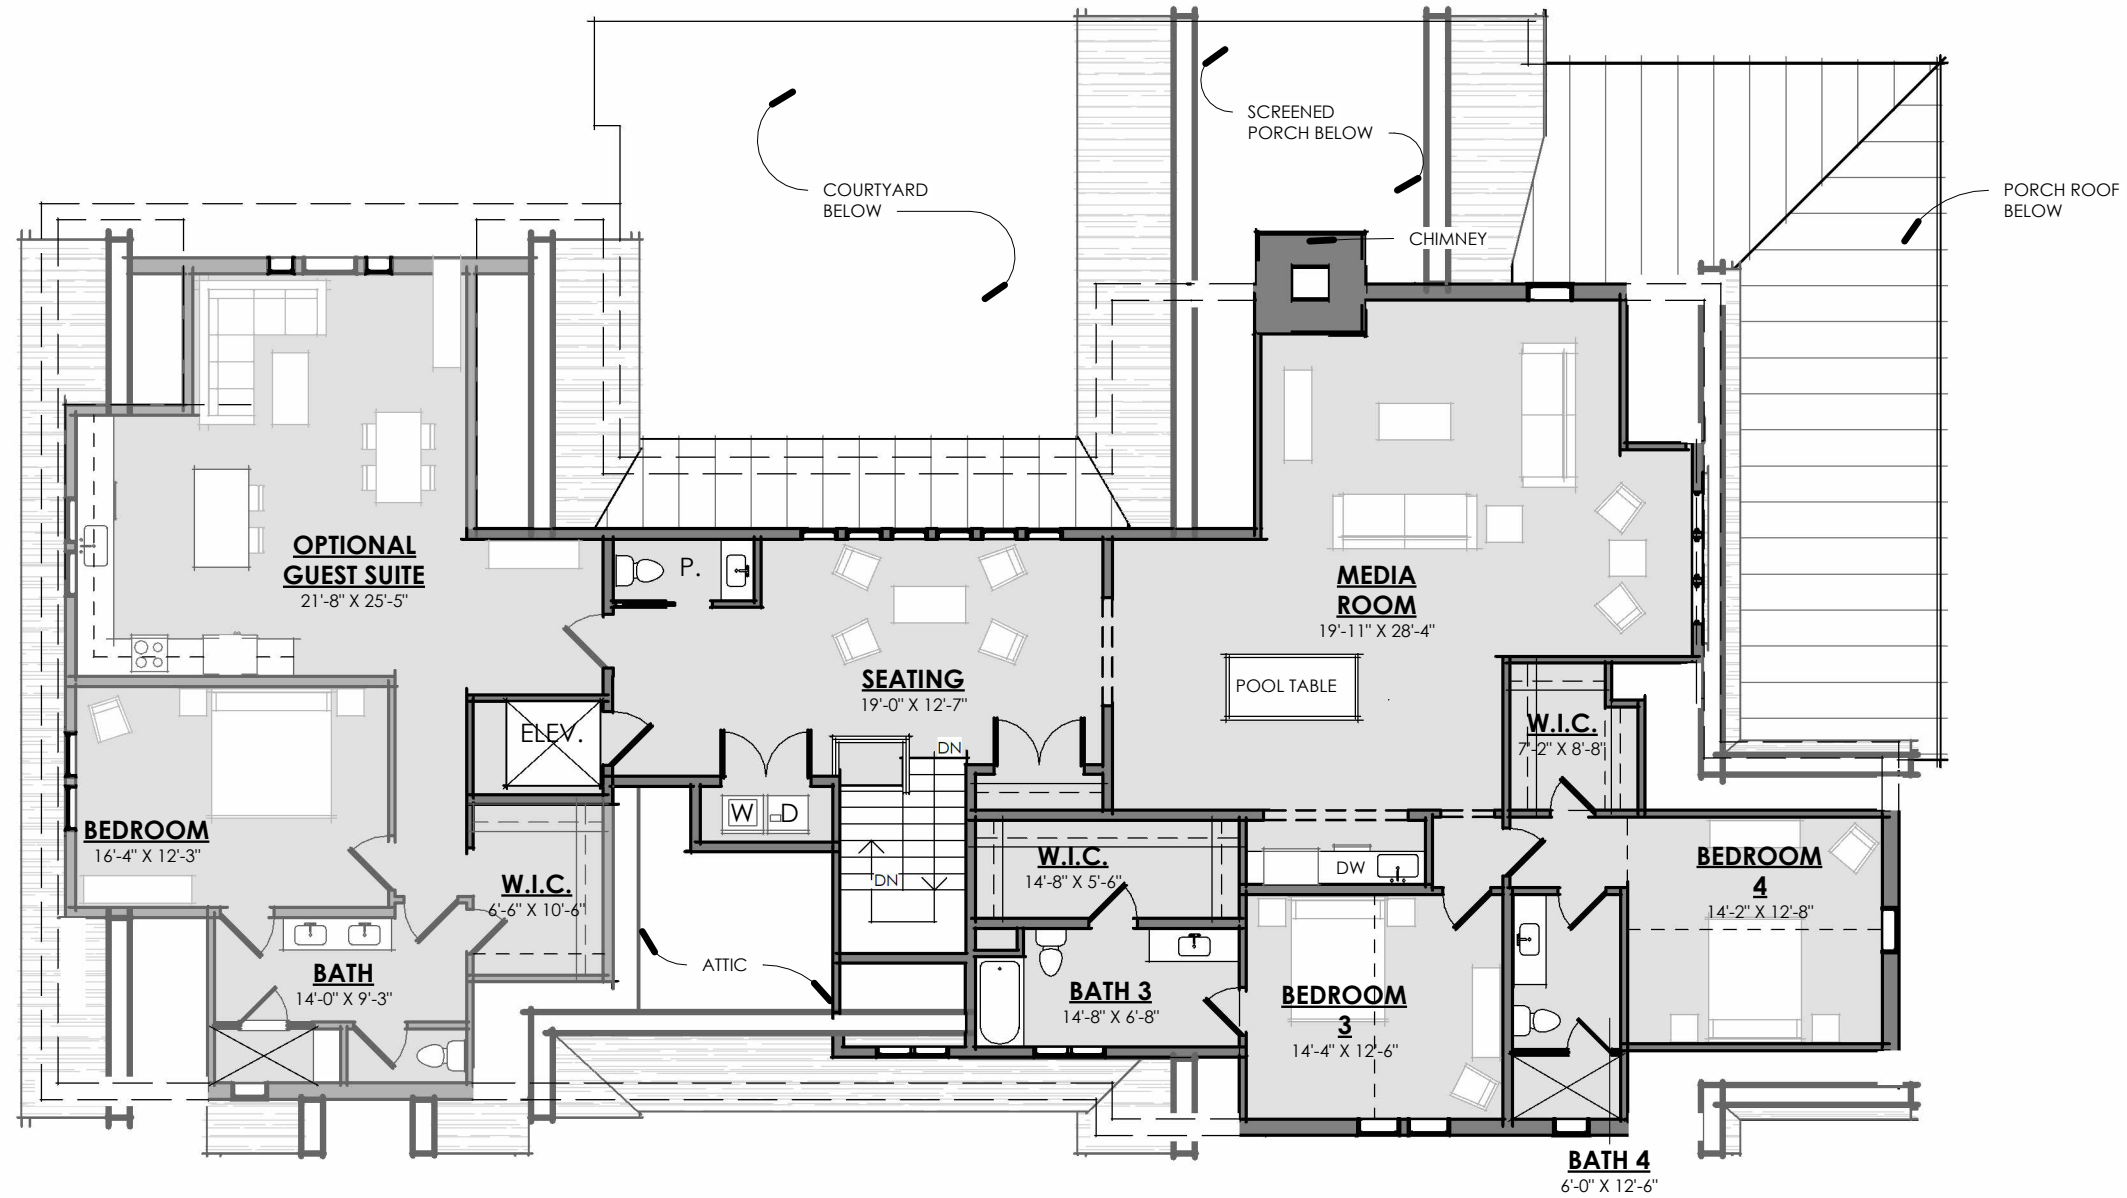 SCREENED
PORCH BELOW
COURTYARD
BELOW
PORCH ROOF
BELOW
CHIMNEY
OPTIONAL
GUEST SUITE
21'-8" X 25'-5"
P.
MEDIA
ROOM
19'-11" X 28'-4"
SEATING
19'-0" X 12'-7"
POOL TABLE
ELEV.
DN
W.I.C.
7'-2" X 8'-8"
W
D
BEDROOM
16'-4" X 12'-3"
W.I.C.
14'-8" X 5'-6"
DW
BEDROOM
4
14'-2" X 12'-8"
DN
W.I.C.
6'-6" X 10'-6"
ATTIC
BATH
14'-0" X 9'-3"
BATH 3
14'-8" X 6'-8"
BEDROOM
3
14'-4" X 12'-6"
BATH 4
6'-0" X 12'-6"